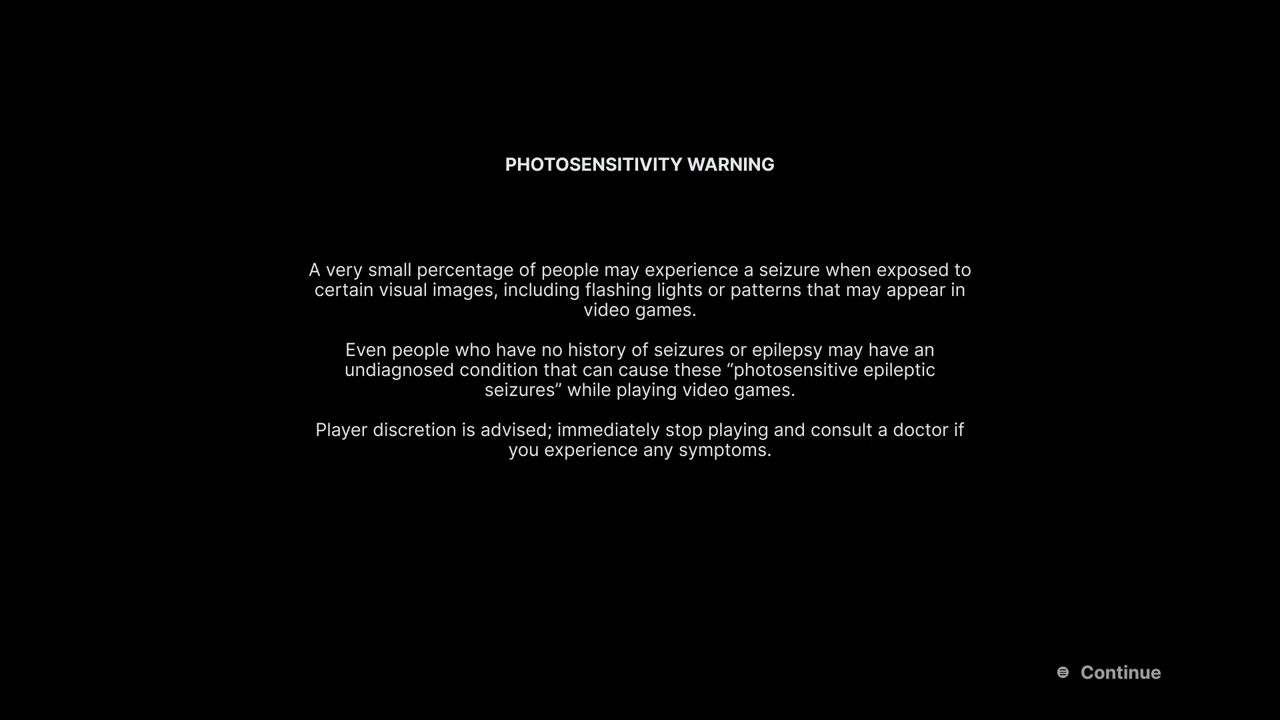 PHOTOSENSITIVITY WARNING
A very small percentage of people may experience a seizure when exposed to
certain visual images, including flashing lights or patterns that may appear in
video games.
Even people who have no history of seizures or epilepsy may have an
undiagnosed condition that can cause these “photosensitive epileptic
seizures” while playing video games.
Player discretion is advised; immediately stop playing and consult a doctor if
you experience any symptoms.
Continue